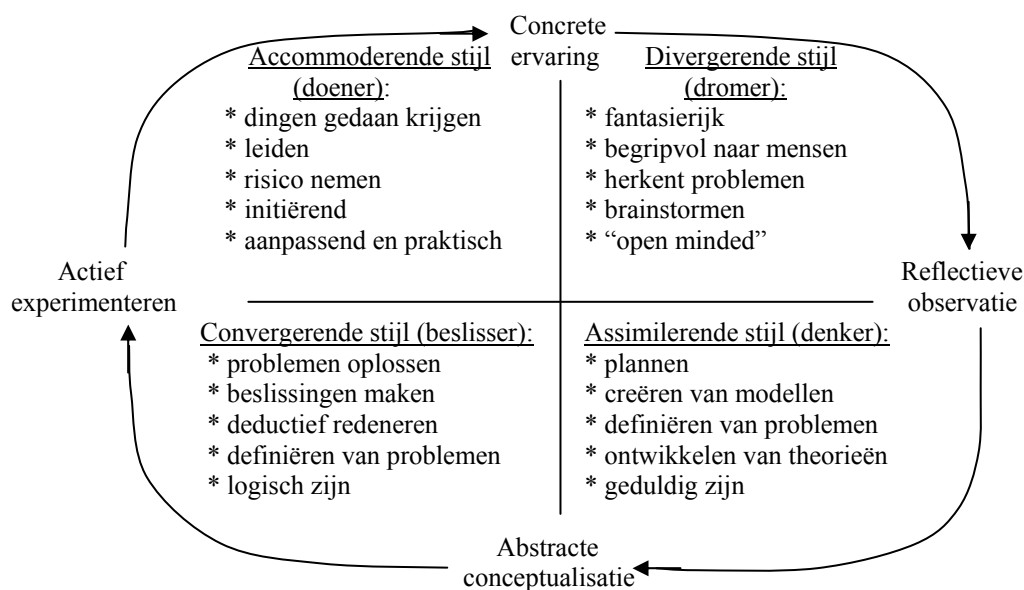 Concrete
ervaring
Accommoderende stijl
(doener):
* dingen gedaan krijgen
* leiden
* risico nemen
* initiërend
* aanpassend en praktisch
Divergerende stijl
(dromer):
* fantasierijk
* begripvol naar mensen
* herkent problemen
* brainstormen
* “open minded”
Actief
experimenteren
Reflectieve
observatie
Convergerende stijl (beslisser):
* problemen oplossen
* beslissingen maken
* deductief redeneren
* definiëren van problemen
* logisch zijn
Assimilerende stijl (denker):
* plannen
* creëren van modellen
* definiëren van problemen
* ontwikkelen van theorieën
* geduldig zijn
Abstracte
conceptualisatie